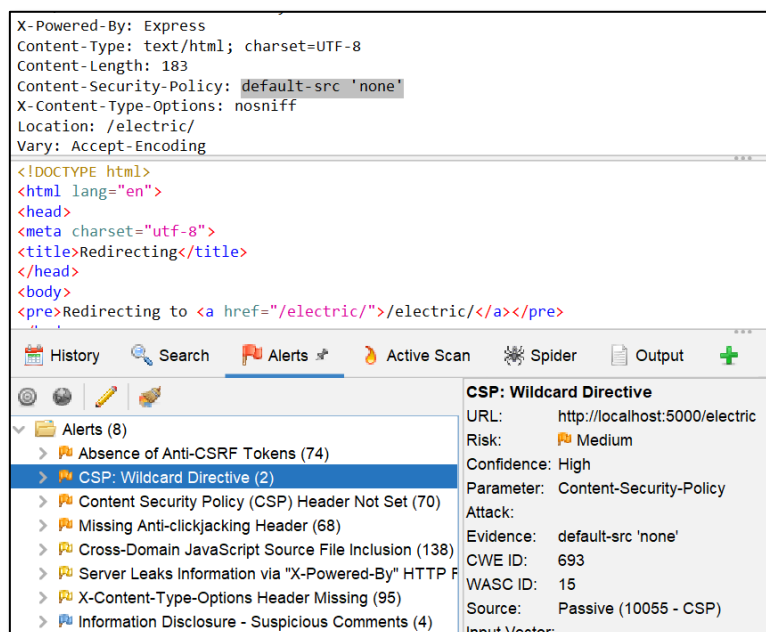 X-Powered-By: Express
Content-Type: text/html; charset=UTF-8
Content-Length: 183
Content-Security-Policy: default-src 'none'
X-Content-Type-Options: nosniff
Location: /electric/
Vary: Accept-Encoding
<!DOCTYPE html>
<html lang="en">
<head>
<meta charset="utf-8">
<title>Redirecting</title>
</head>
<body>
<pre>Redirecting to <a href="/electric/">/electric/</a></pre>
History Search Alerts Active Scan Spider Output
Alerts (8)
Absence of Anti-CSRF Tokens (74)
CSP: Wildcard Directive (2)
Content Security Policy (CSP) Header Not Set (70)
Missing Anti-clickjacking Header (68)
Cross-Domain JavaScript Source File Inclusion (138)
Server Leaks Information via "X-Powered-By" HTTP F
X-Content-Type-Options Header Missing (95)
Information Disclosure - Suspicious Comments (4)
CSP: Wildcard Directive
URL: http://localhost:5000/electric
Risk: Medium
Confidence: High
Parameter: Content-Security-Policy
Attack:
Evidence: default-src 'none'
CWE ID: 693
WASC ID: 15
Source: Passive (10055 - CSP)
Input Vector: